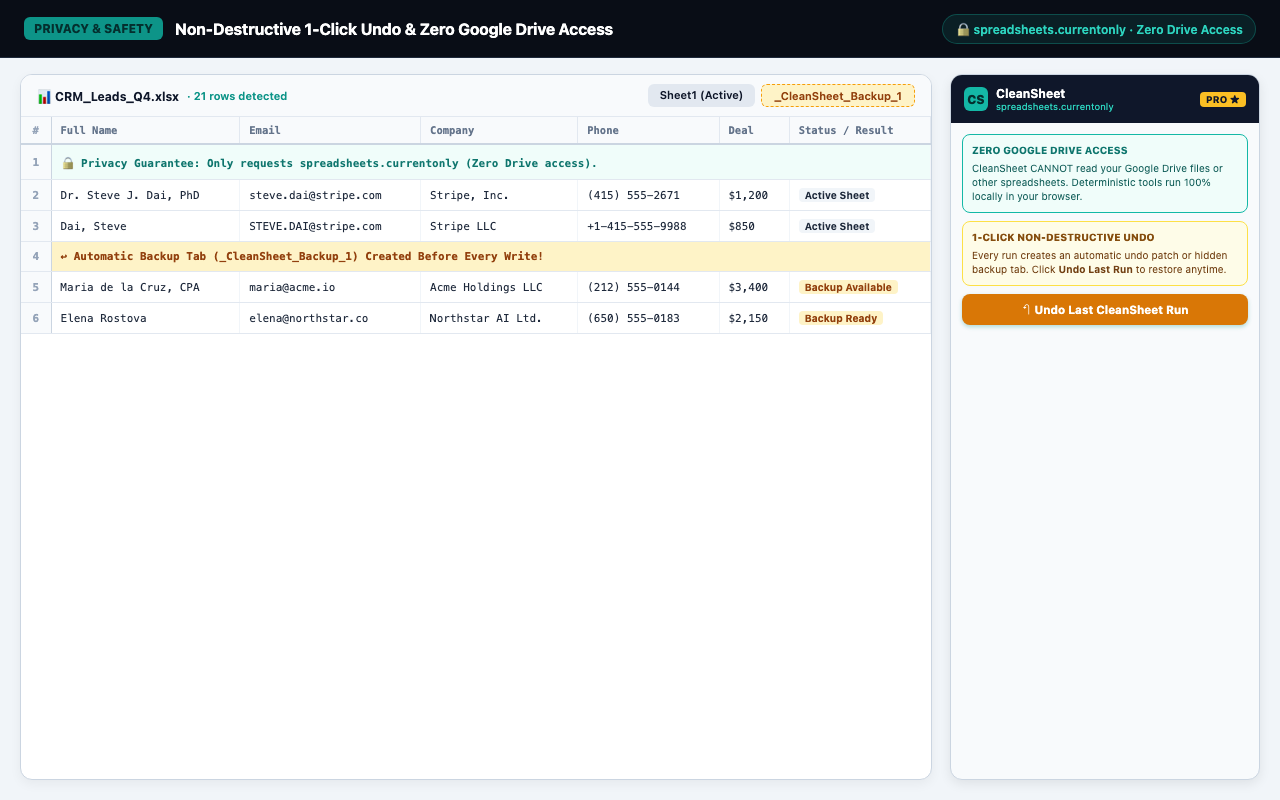 PRIVACY & SAFETY
Non-Destructive 1-Click Undo & Zero Google Drive Access
🔒 spreadsheets.currentonly · Zero Drive Access
📊 CRM_Leads_Q4.xlsx · 21 rows detected
Sheet1 (Active)
_CleanSheet_Backup_1
# Full Name Email Company Phone Deal Status / Result
1 🔒 Privacy Guarantee: Only requests spreadsheets.currentonly (Zero Drive access).
2 Dr. Steve J. Dai, PhD steve.dai@stripe.com Stripe, Inc. (415) 555-2671 $1,200 Active Sheet
3 Dai, Steve STEVE.DAI@stripe.com Stripe LLC +1-415-555-9988 $850 Active Sheet
4 ↩ Automatic Backup Tab (_CleanSheet_Backup_1) Created Before Every Write!
5 Maria de la Cruz, CPA maria@acme.io Acme Holdings LLC (212) 555-0144 $3,400 Backup Available
6 Elena Rostova elena@northstar.co Northstar AI Ltd. (650) 555-0183 $2,150 Backup Ready
CS
CleanSheet
spreadsheets.currentonly
PRO ★
ZERO GOOGLE DRIVE ACCESS
CleanSheet CANNOT read your Google Drive files or
other spreadsheets. Deterministic tools run 100%
locally in your browser.
1-CLICK NON-DESTRUCTIVE UNDO
Every run creates an automatic undo patch or hidden
backup tab. Click Undo Last Run to restore anytime.
Undo Last CleanSheet Run